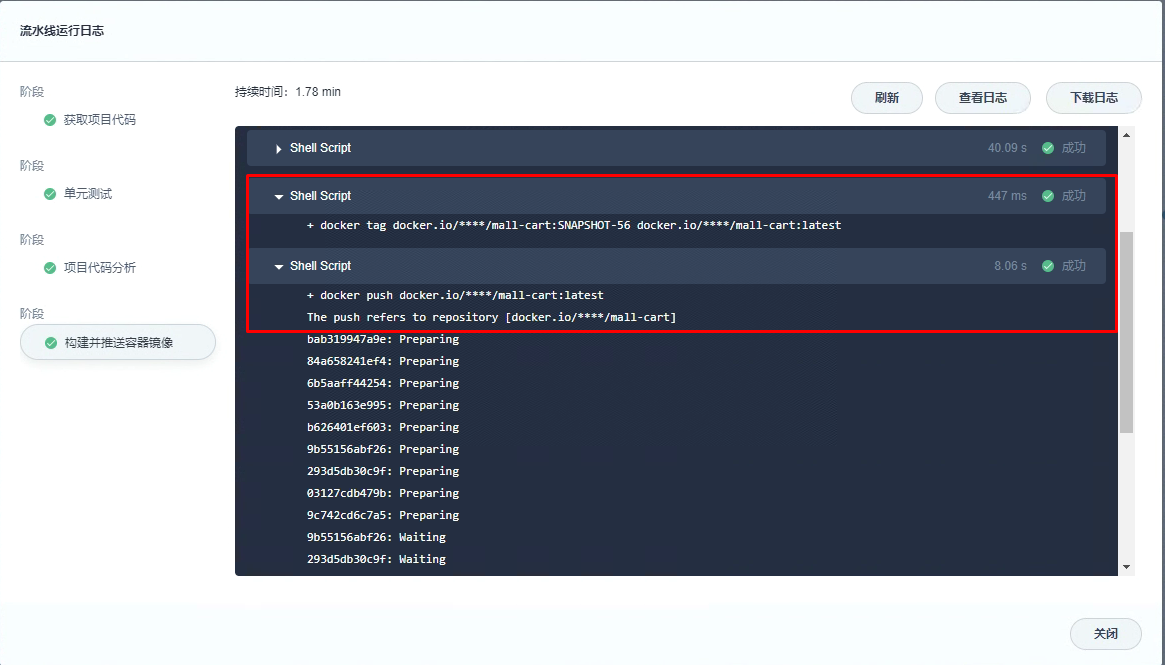 流水线运行日志
阶段
获取项目代码
阶段
单元测试
阶段
项目代码分析
阶段
构建并推送容器镜像
持续时间：1.78 min
刷新
查看日志
下载日志
Shell Script 40.09 s 成功
Shell Script 447 ms 成功
+ docker tag docker.io/****/mall-cart:SNAPSHOT-56 docker.io/****/mall-cart:latest
Shell Script 8.06 s 成功
+ docker push docker.io/****/mall-cart:latest
The push refers to repository [docker.io/****/mall-cart]
bab319947a9e: Preparing
84a658241ef4: Preparing
6b5aaff44254: Preparing
53a0b163e995: Preparing
b626401ef603: Preparing
9b55156abf26: Preparing
293d5db30c9f: Preparing
03127cdb479b: Preparing
9c742cd6c7a5: Preparing
9b55156abf26: Waiting
293d5db30c9f: Waiting
关闭